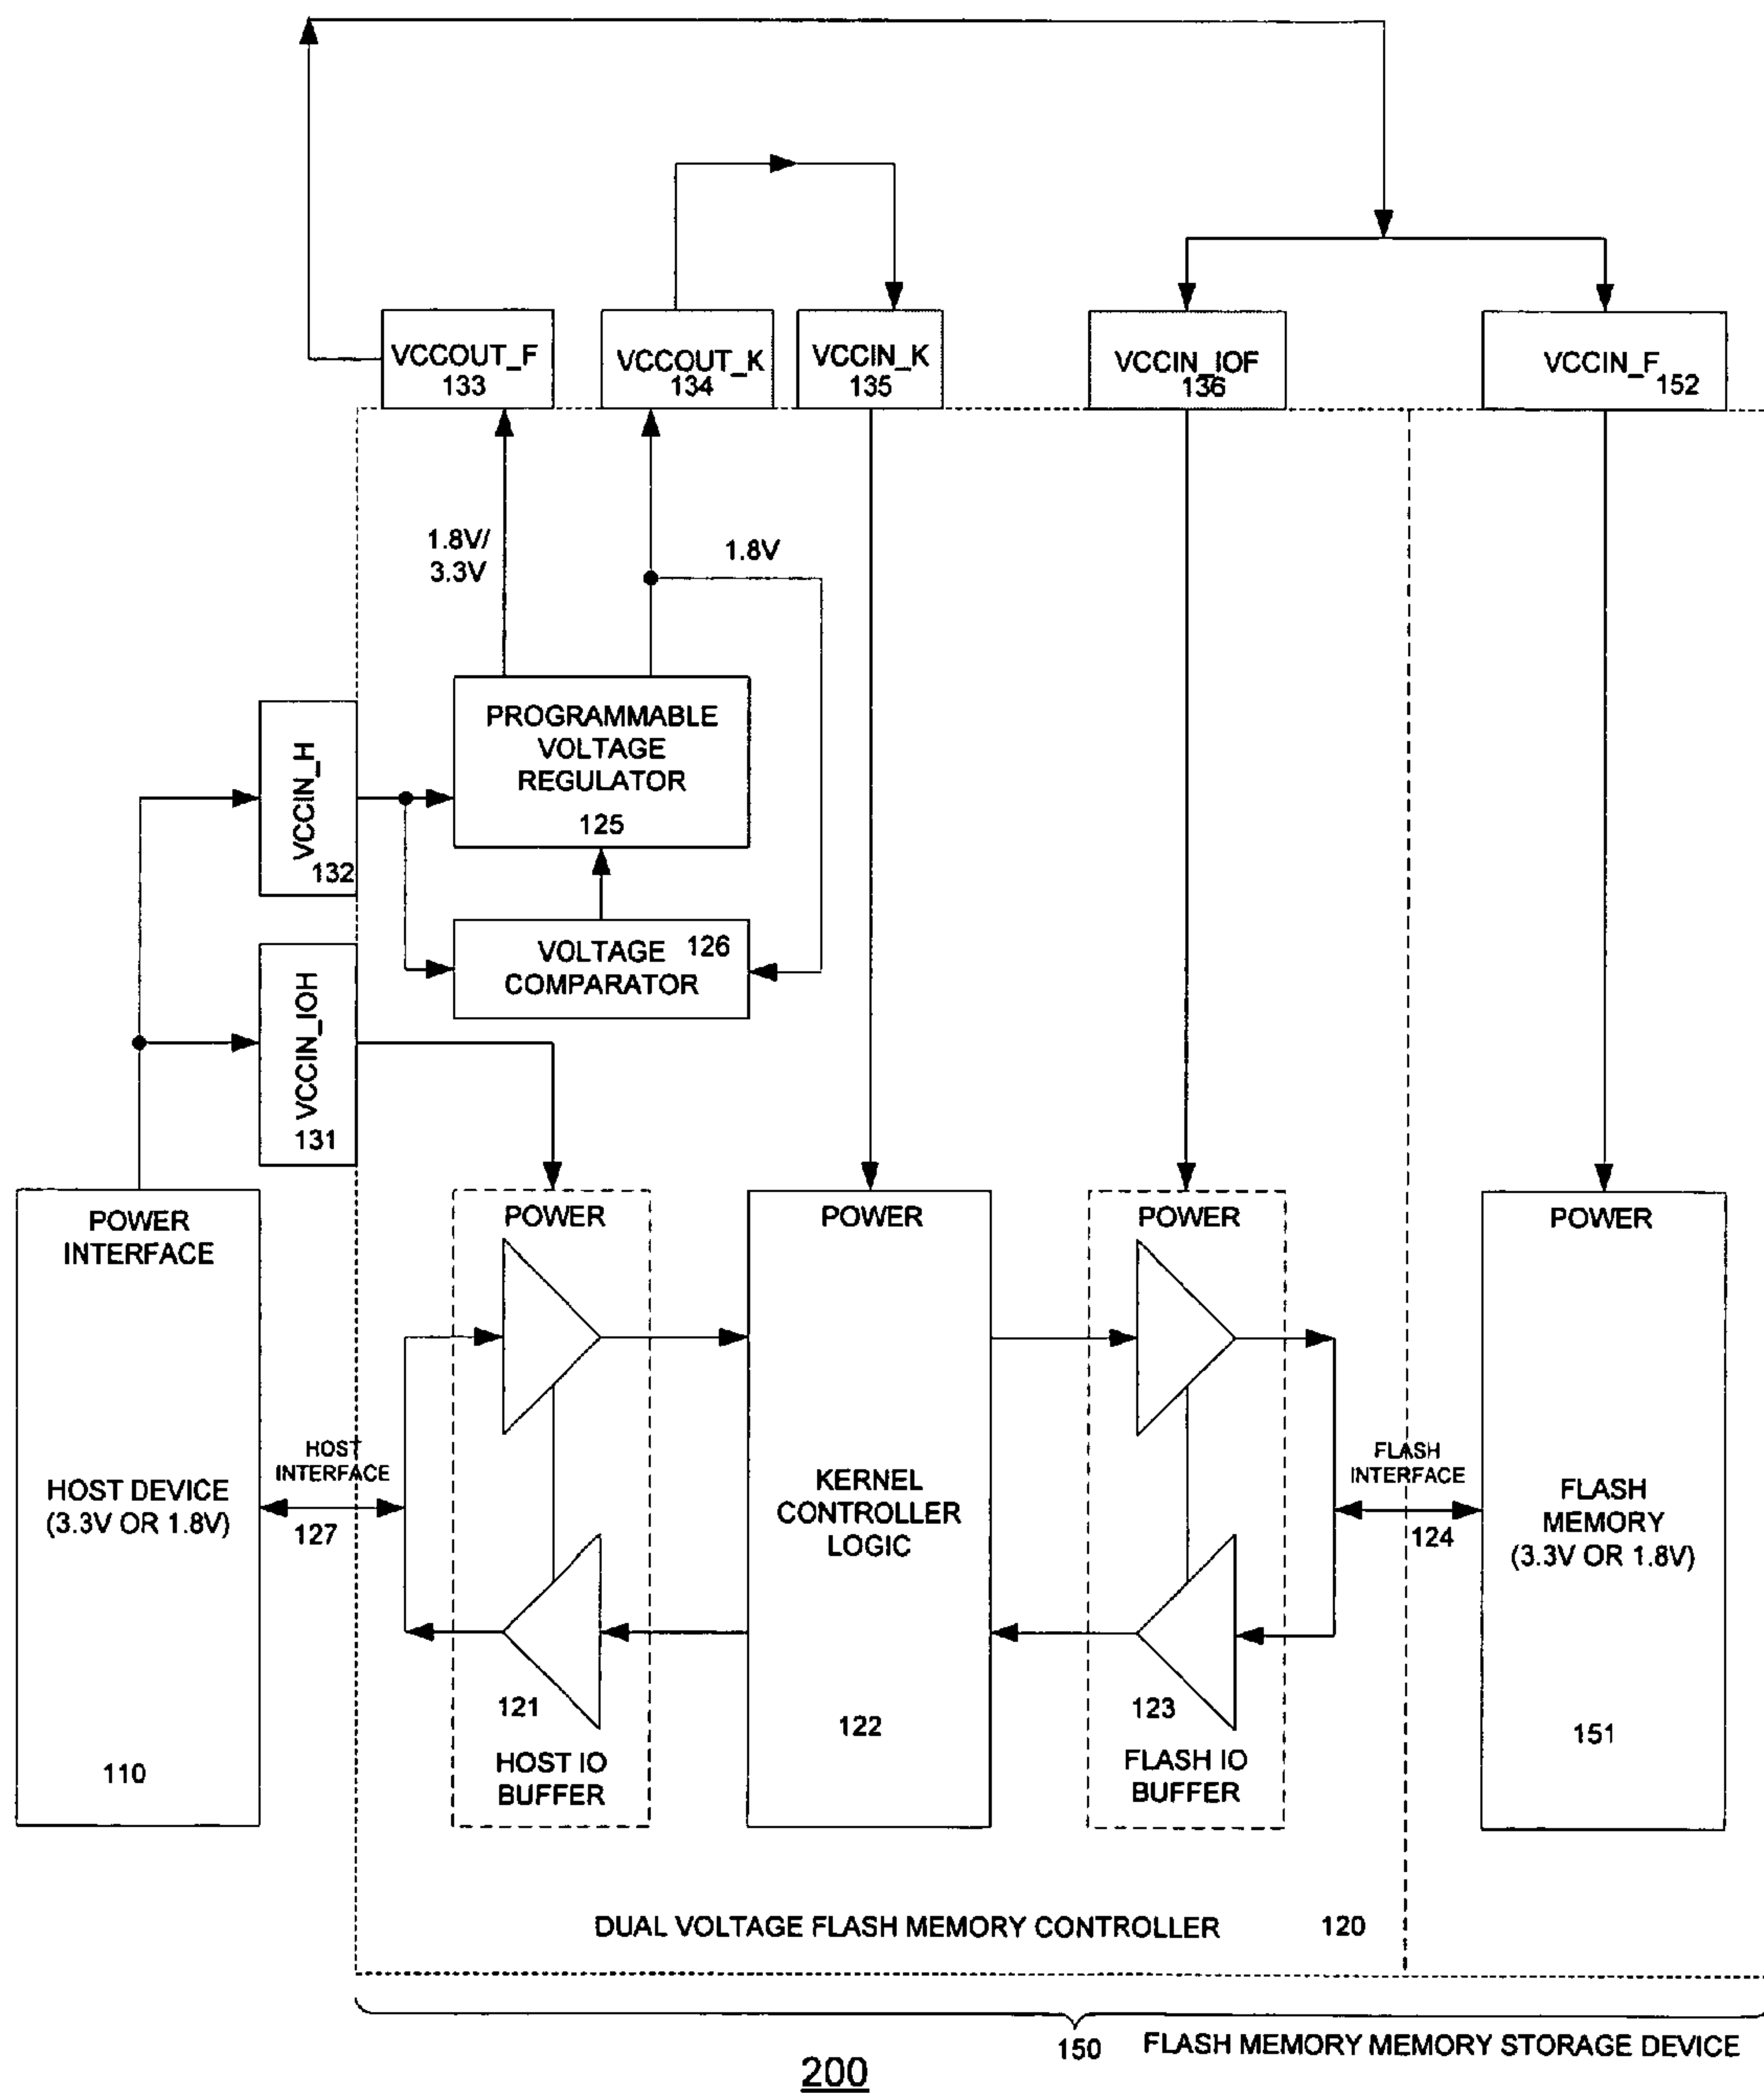 VCCOUT_F
133
VCCOUT_K
134
VCCIN_K
135
VCCIN_IOF
136
VCCIN_F
152
1.8V/
3.3V
1.8V
PROGRAMMABLE
VOLTAGE
REGULATOR
125
VCCIN_H
132
VOLTAGE
COMPARATOR
126
VCCIN_IOH
131
POWER
INTERFACE
HOST DEVICE
(3.3V OR 1.8V)
110
HOST
INTERFACE
127
POWER
121
HOST IO
BUFFER
POWER
KERNEL
CONTROLLER
LOGIC
122
POWER
123
FLASH IO
BUFFER
FLASH
INTERFACE
124
POWER
FLASH
MEMORY
(3.3V OR 1.8V)
151
DUAL VOLTAGE FLASH MEMORY CONTROLLER 120
150 FLASH MEMORY MEMORY STORAGE DEVICE
200